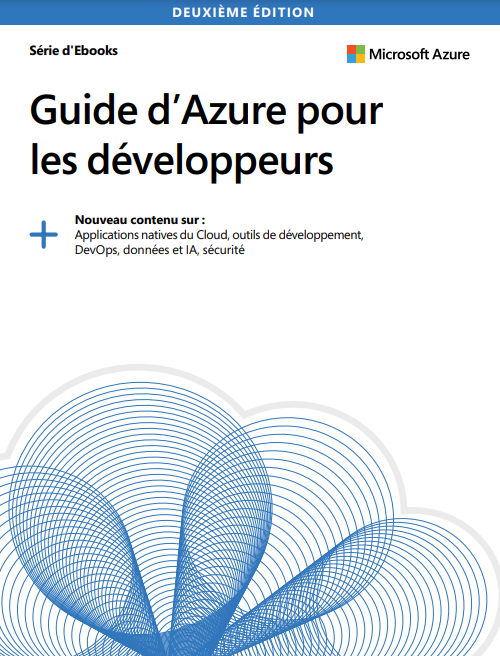 DEUXIÈME ÉDITION
Série d'Ebooks
Microsoft Azure
Guide d’Azure pour
les développeurs
Nouveau contenu sur :
Applications natives du Cloud, outils de développement,
DevOps, données et IA, sécurité